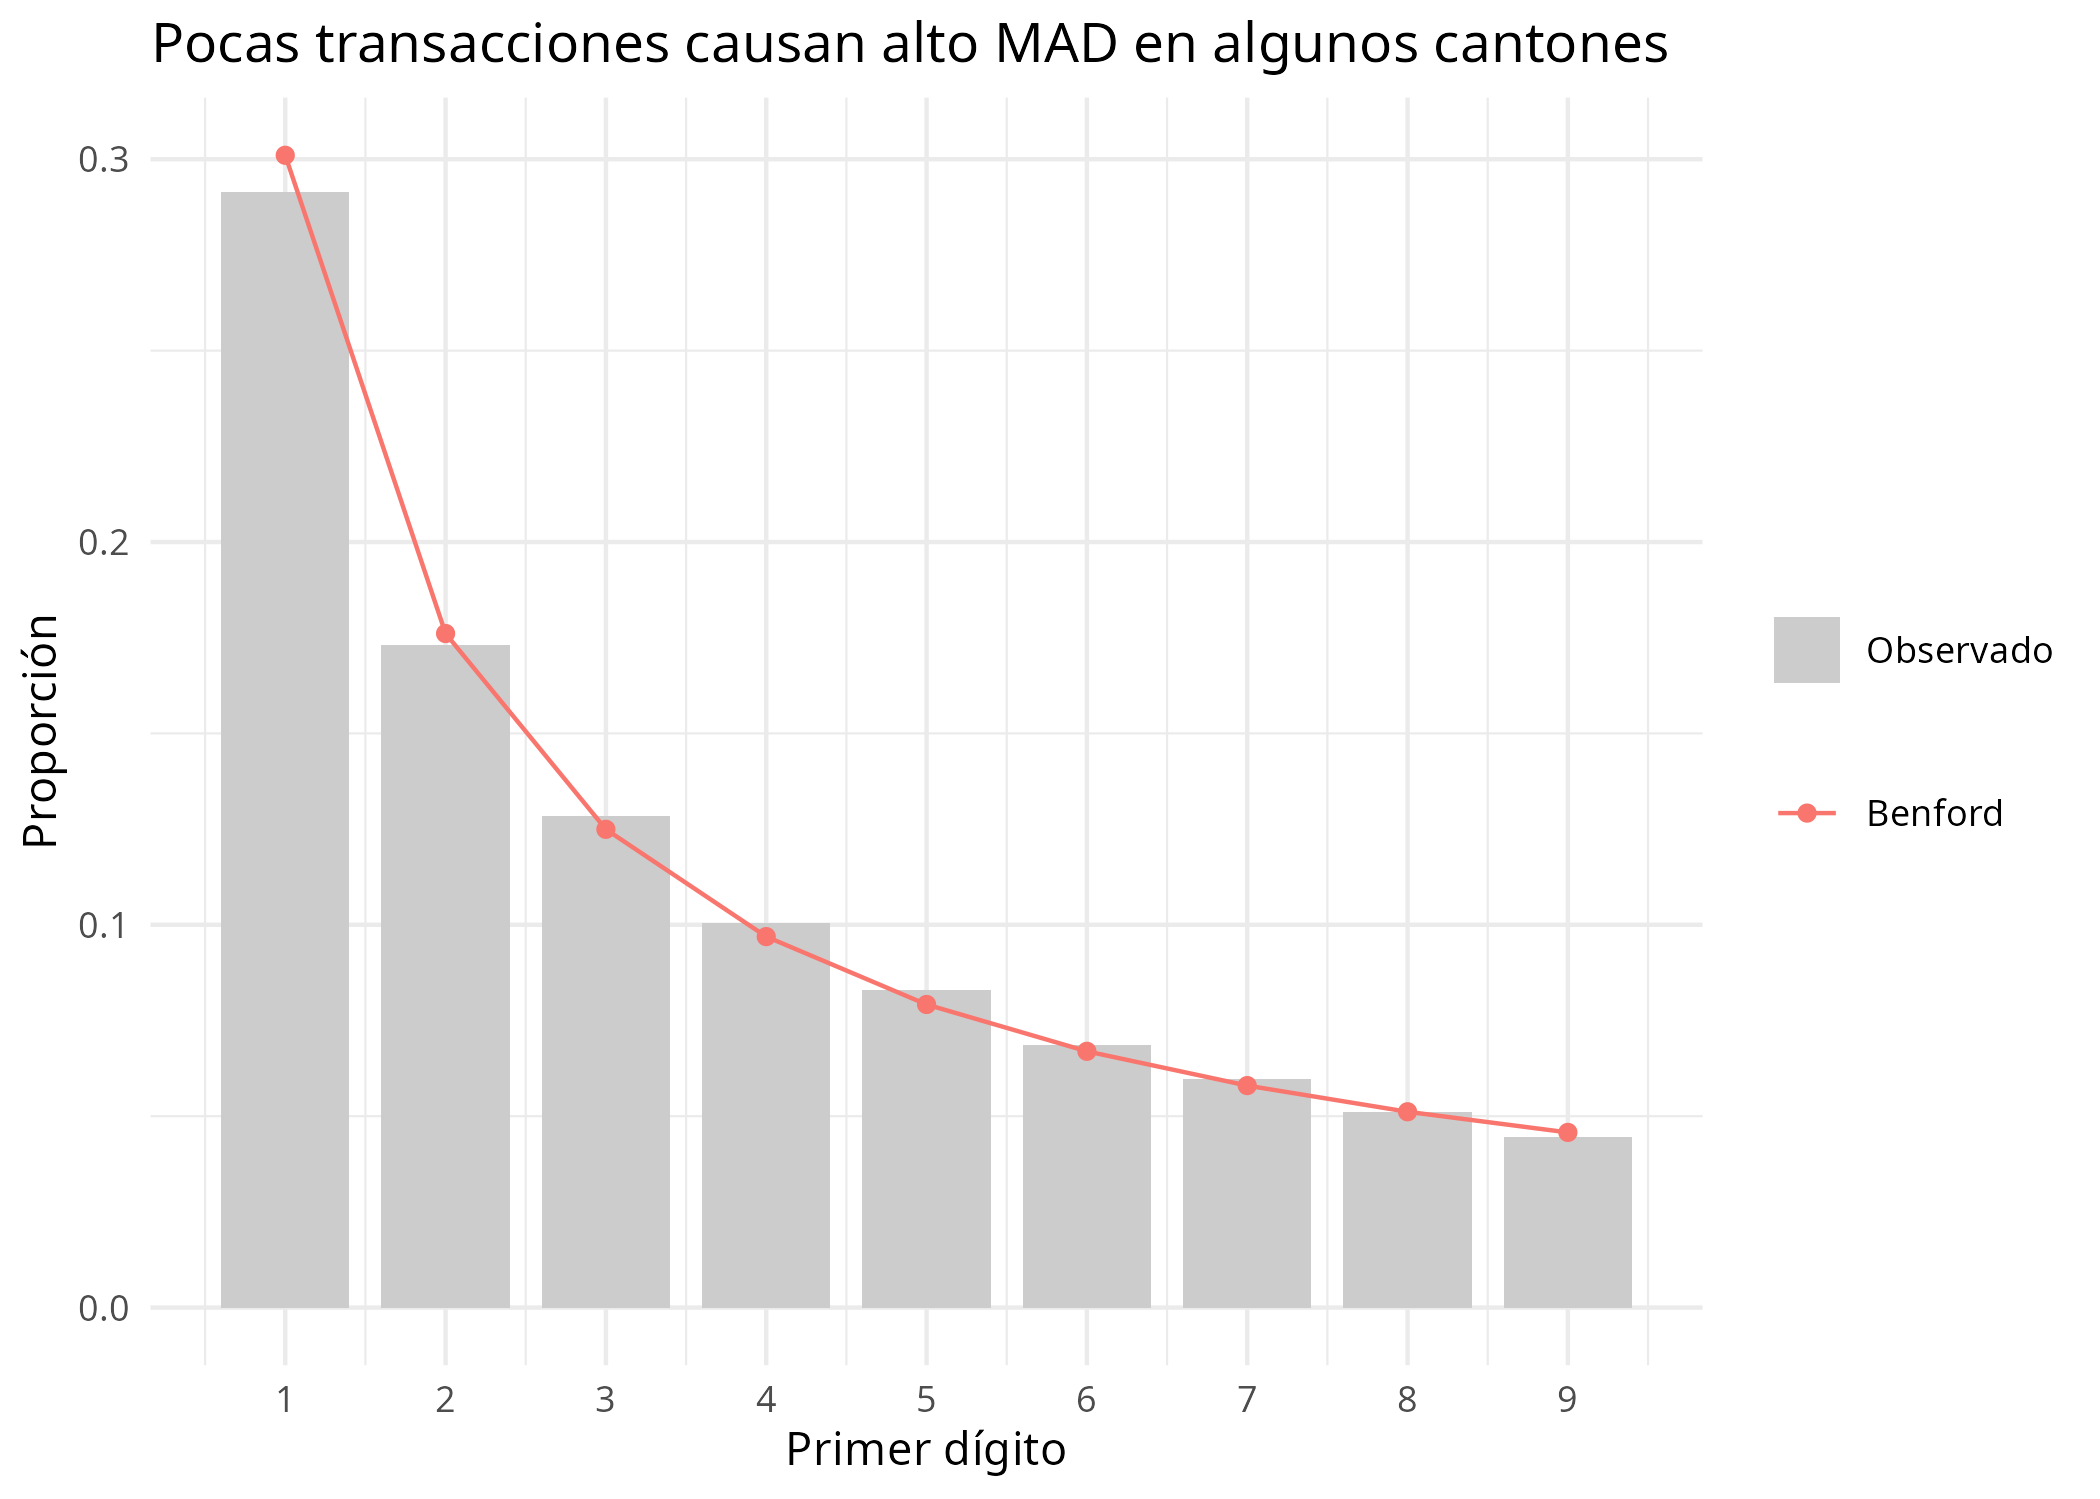 Pocas transacciones causan alto MAD en algunos cantones
Proporción
0.3
0.2
0.1
0.0
1 2 3 4 5 6 7 8 9
Primer dígito
Observado
Benford